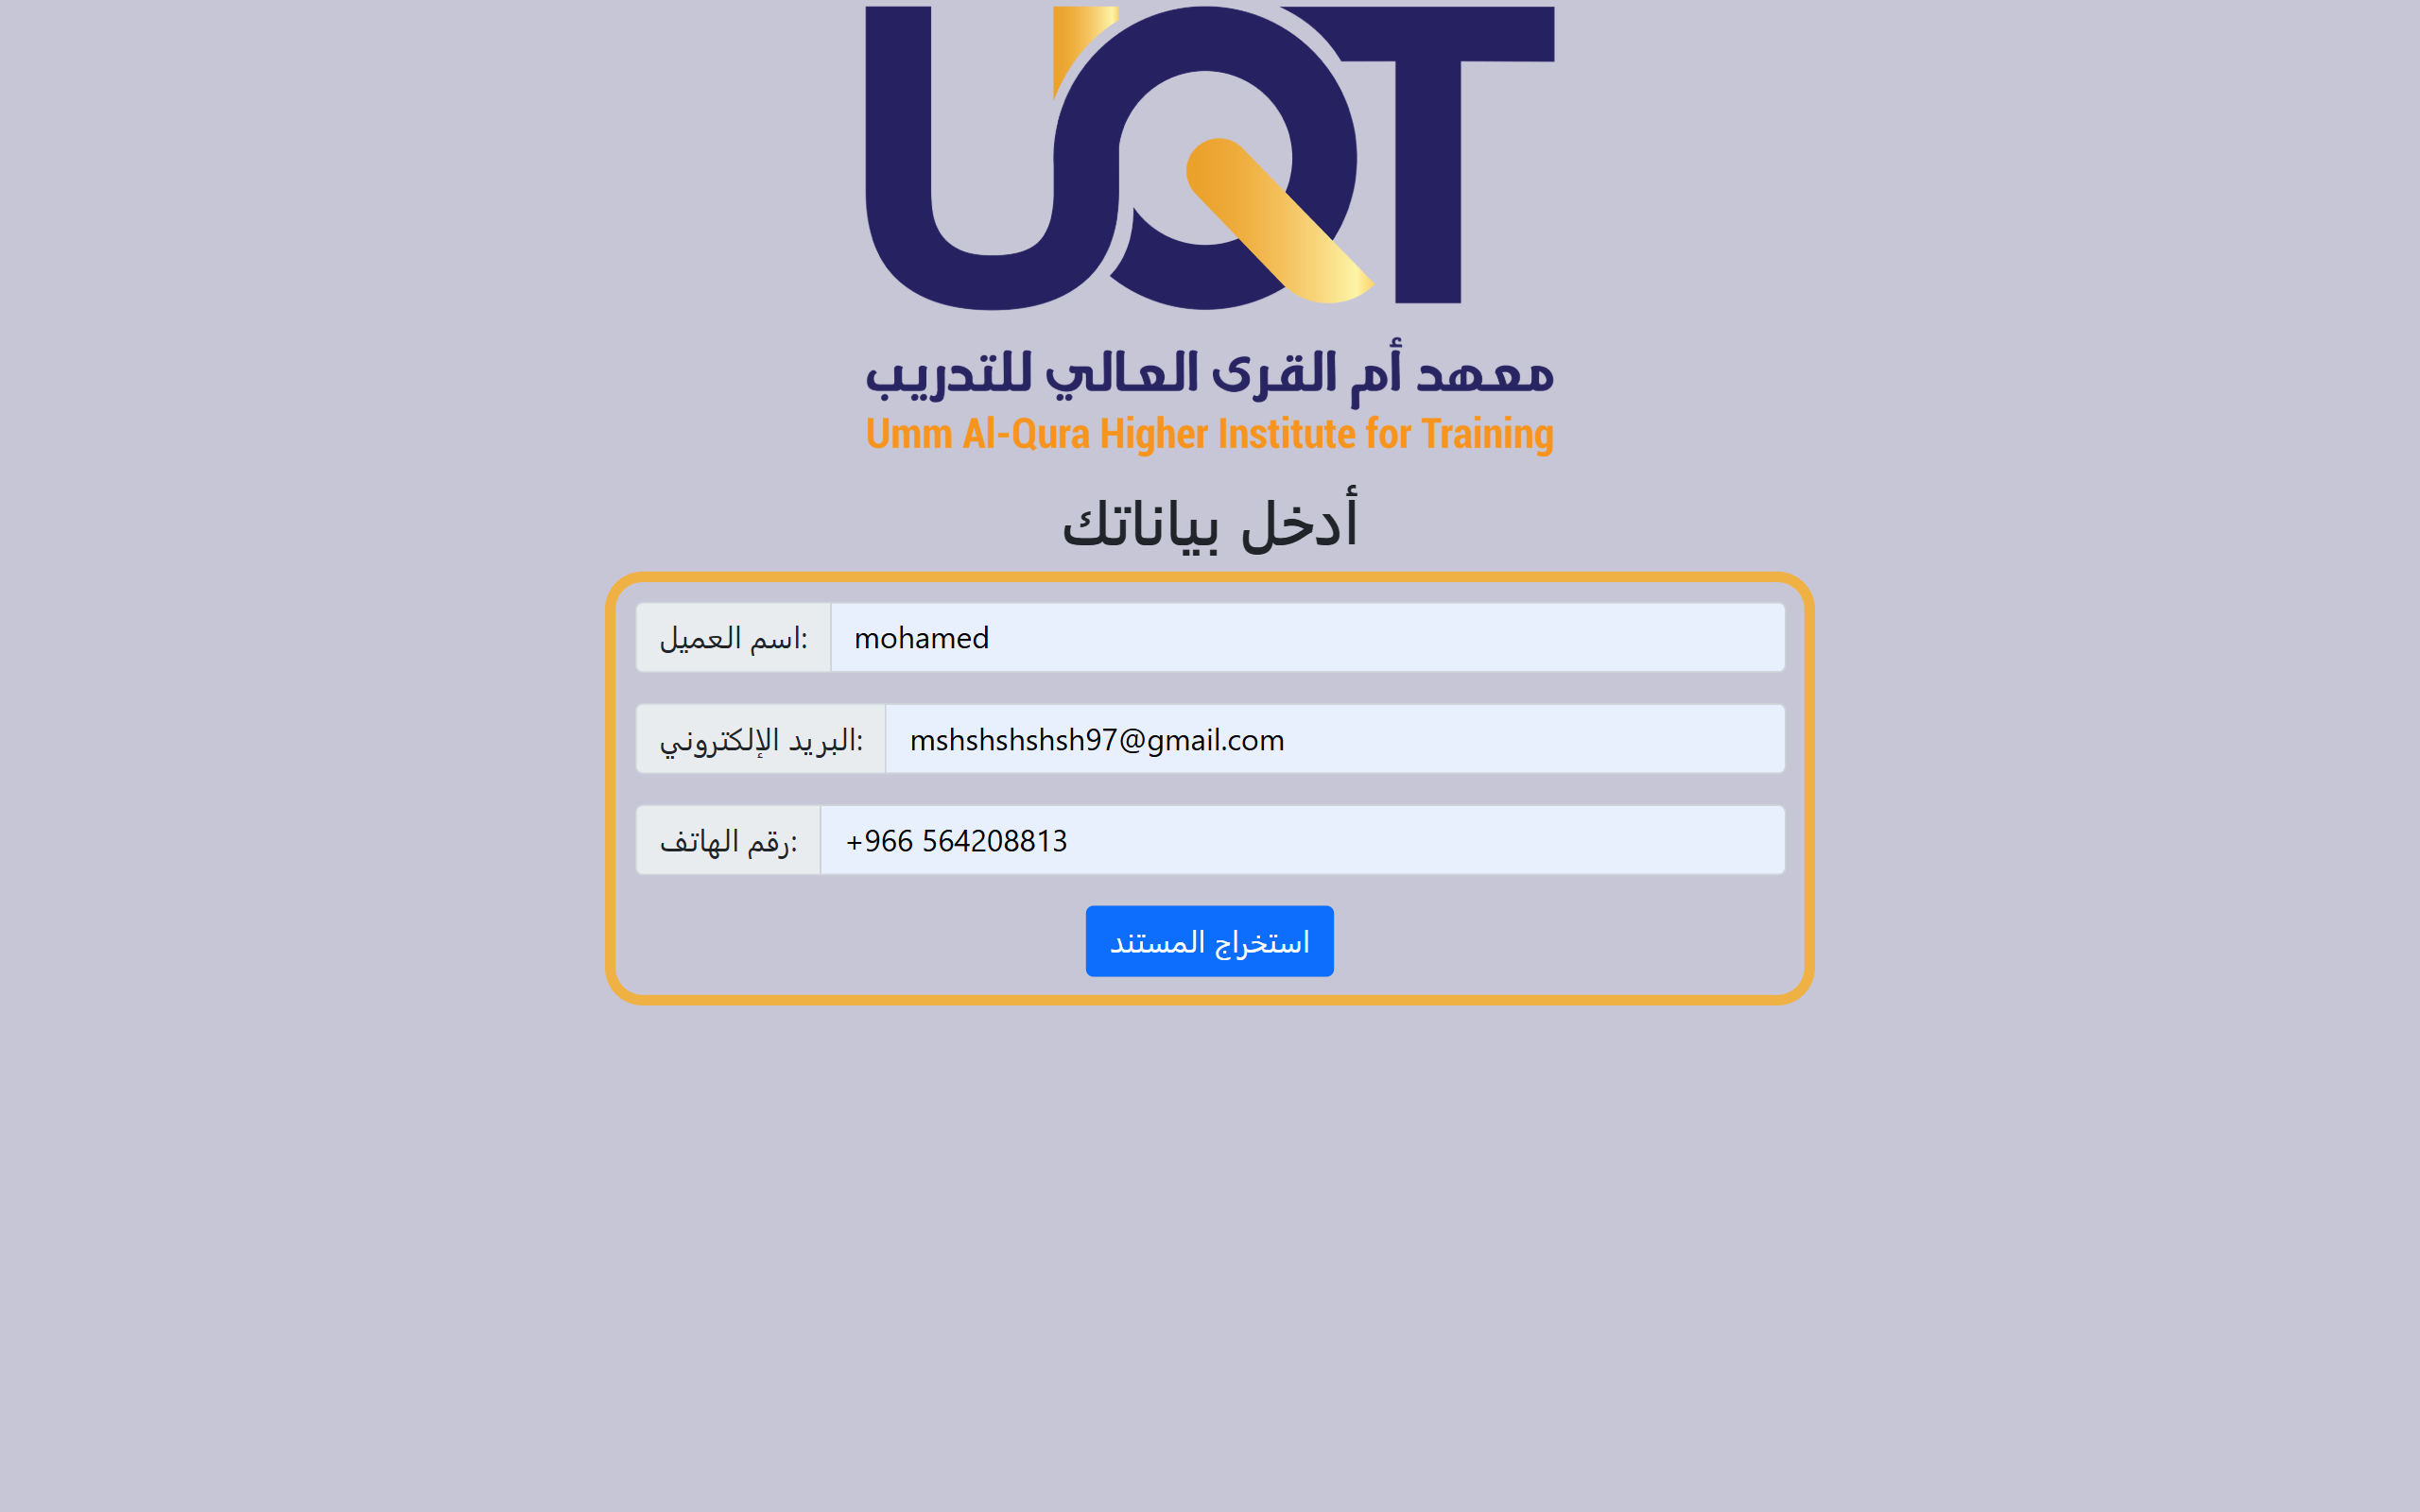 UQT
معهد أم القرى العالي للتدريب
Umm Al-Qura Higher Institute for Training
أدخل بياناتك
اسم العميل: mohamed
البريد الإلكتروني: mshshshshsh97@gmail.com
رقم الهاتف: +966 564208813
استخراج المستند